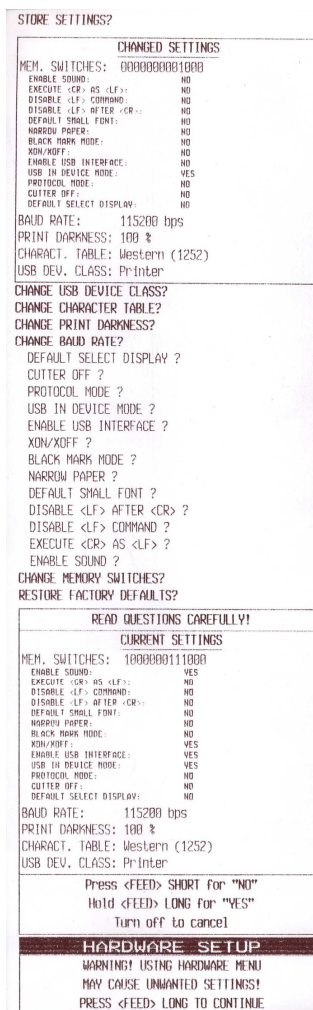 STORE SETTINGS?
CHANGED SETTINGS
MEM. SWITCHES: 0000000001000
ENABLE SOUND: NO
EXECUTE <CR> AS <LF>: NO
DISABLE <LF> COMMAND: NO
DISABLE <LF> AFTER <CR>: NO
DEFAULT SMALL FONT: NO
NARROW PAPER: NO
BLACK MARK MODE: NO
XON/XOFF: NO
ENABLE USB INTERFACE: NO
USB IN DEVICE MODE: YES
PROTOCOL MODE: NO
CUTTER OFF: NO
DEFAULT SELECT DISPLAY: NO
BAUD RATE: 115200 bps
PRINT DARKNESS: 100 %
CHARACT. TABLE: Western (1252)
USB DEV. CLASS: Printer
CHANGE USB DEVICE CLASS?
CHANGE CHARACTER TABLE?
CHANGE PRINT DARKNESS?
CHANGE BAUD RATE?
DEFAULT SELECT DISPLAY ?
CUTTER OFF ?
PROTOCOL MODE ?
USB IN DEVICE MODE ?
ENABLE USB INTERFACE ?
XON/XOFF ?
BLACK MARK MODE ?
NARROW PAPER ?
DEFAULT SMALL FONT ?
DISABLE <LF> AFTER <CR> ?
DISABLE <LF> COMMAND ?
EXECUTE <CR> AS <LF> ?
ENABLE SOUND ?
CHANGE MEMORY SWITCHES?
RESTORE FACTORY DEFAULTS?
READ QUESTIONS CAREFULLY!
CURRENT SETTINGS
MEM. SWITCHES: 1000000111000
ENABLE SOUND: YES
EXECUTE <CR> AS <LF>: NO
DISABLE <LF> COMMAND: NO
DISABLE <LF> AFTER <CR>: NO
DEFAULT SMALL FONT: NO
NARROW PAPER: NO
BLACK MARK MODE: NO
XON/XOFF: YES
ENABLE USB INTERFACE: YES
USB IN DEVICE MODE: YES
PROTOCOL MODE: NO
CUTTER OFF: NO
DEFAULT SELECT DISPLAY: NO
BAUD RATE: 115200 bps
PRINT DARKNESS: 100 %
CHARACT. TABLE: Western (1252)
USB DEV. CLASS: Printer
Press <FEED> SHORT for "NO"
Hold <FEED> LONG for "YES"
Turn off to cancel
HARDWARE SETUP
WARNING! USING HARDWARE MENU
MAY CAUSE UNWANTED SETTINGS!
PRESS <FEED> LONG TO CONTINUE